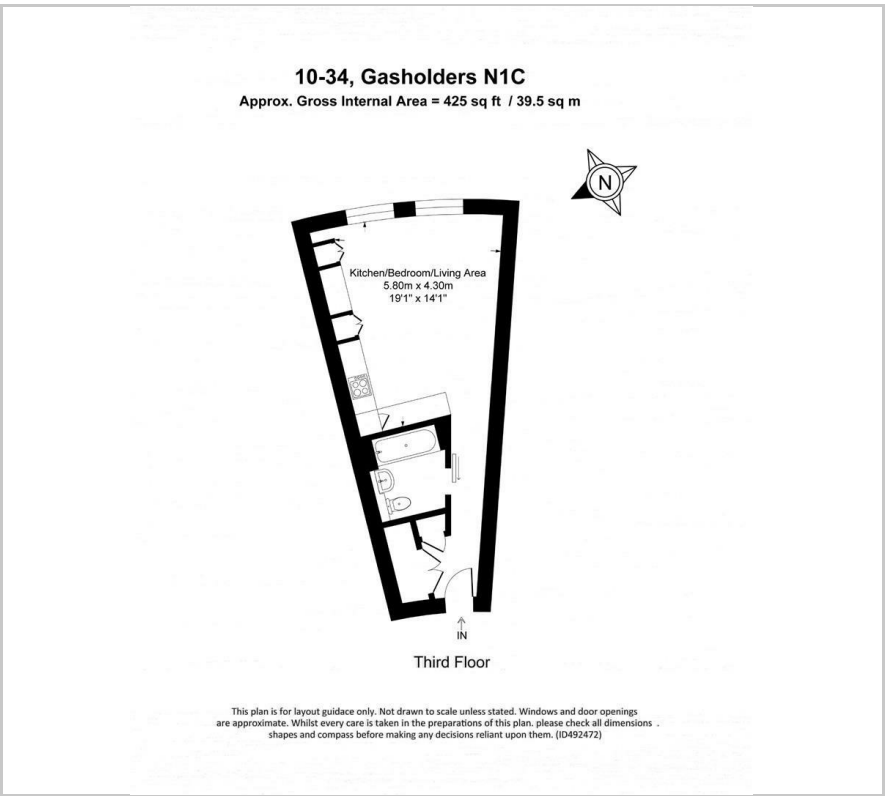 10-34, Gasholders N1C
Approx. Gross Internal Area = 425 sq ft / 39.5 sq m
N
Kitchen/Bedroom/Living Area
5.80m x 4.30m
19'1" x 14'1"
IN
Third Floor
This plan is for layout guidace only. Not drawn to scale unless stated. Windows and door openings
are approximate. Whilst every care is taken in the preparations of this plan. please check all dimensions .
shapes and compass before making any decisions reliant upon them. (ID492472)